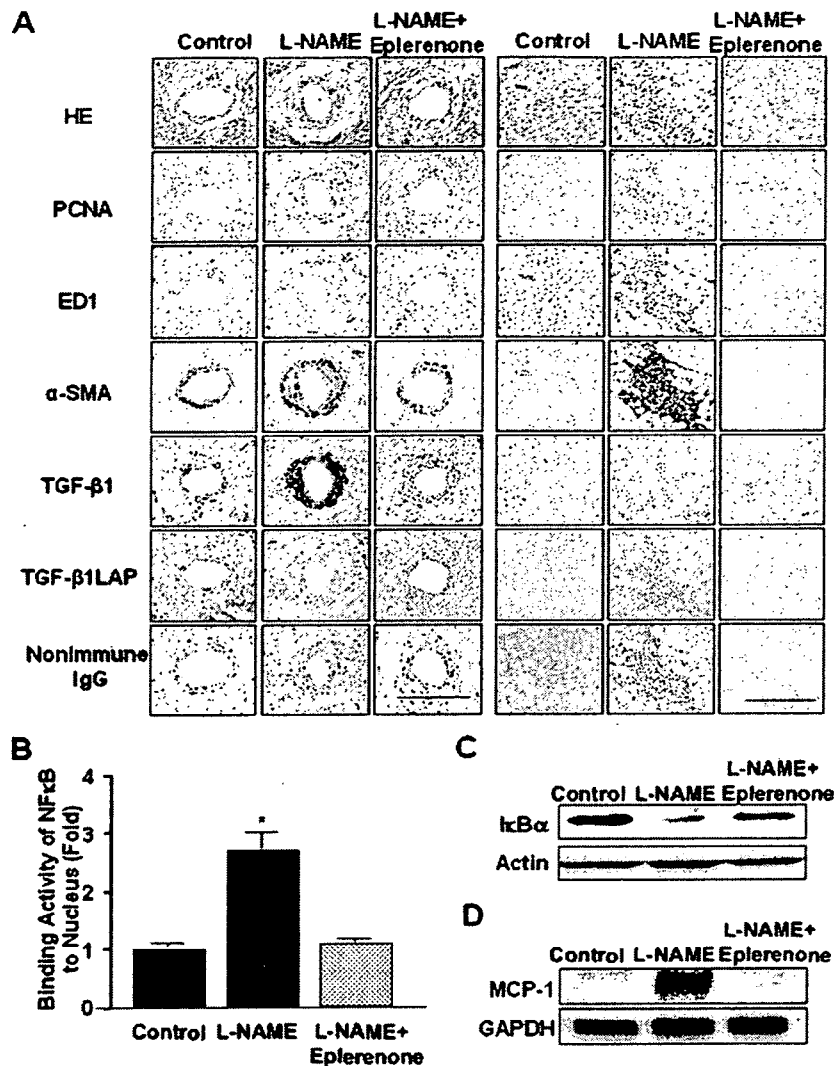 A
Control L-NAME L-NAME+ Eplerenone Control L-NAME L-NAME+ Eplerenone
HE
PCNA
ED1
α-SMA
TGF-β1
TGF-β1LAP
NonImmune
IgG
B
Binding Activity of NFκB
to Nucleus (Fold)
4
3
2
1
0
*
Control L-NAME L-NAME+
Eplerenone
C
L-NAME+
Control L-NAME Eplerenone
IκBα
Actin
D
L-NAME+
Control L-NAME Eplerenone
MCP-1
GAPDH